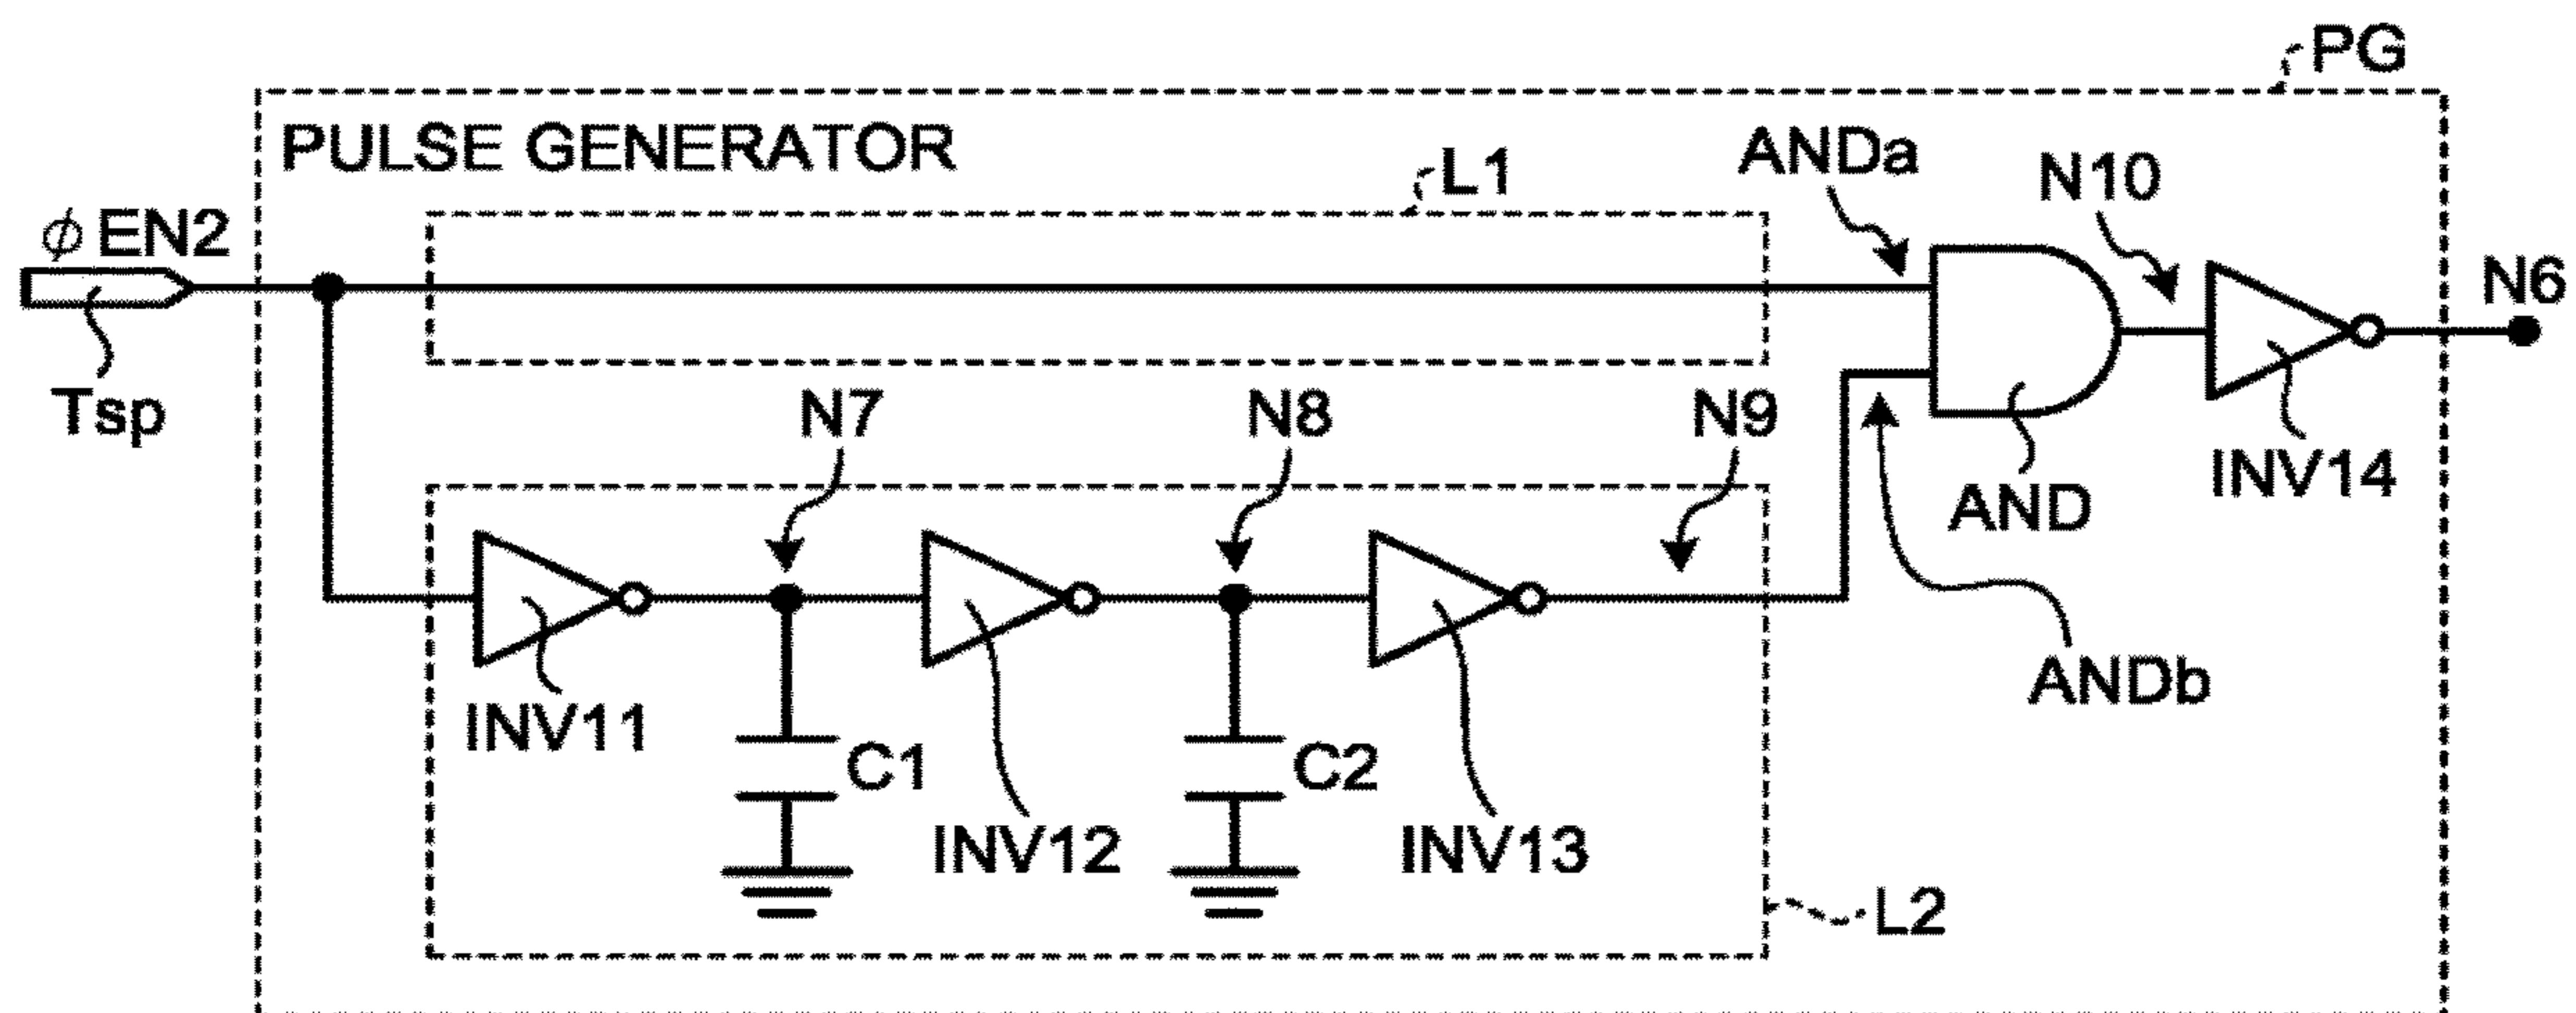 PG
PULSE GENERATOR
L1
ANDa
N10
ϕ EN2
N6
Tsp
N7
N8
N9
AND
INV14
INV11
C1
INV12
C2
INV13
ANDb
L2